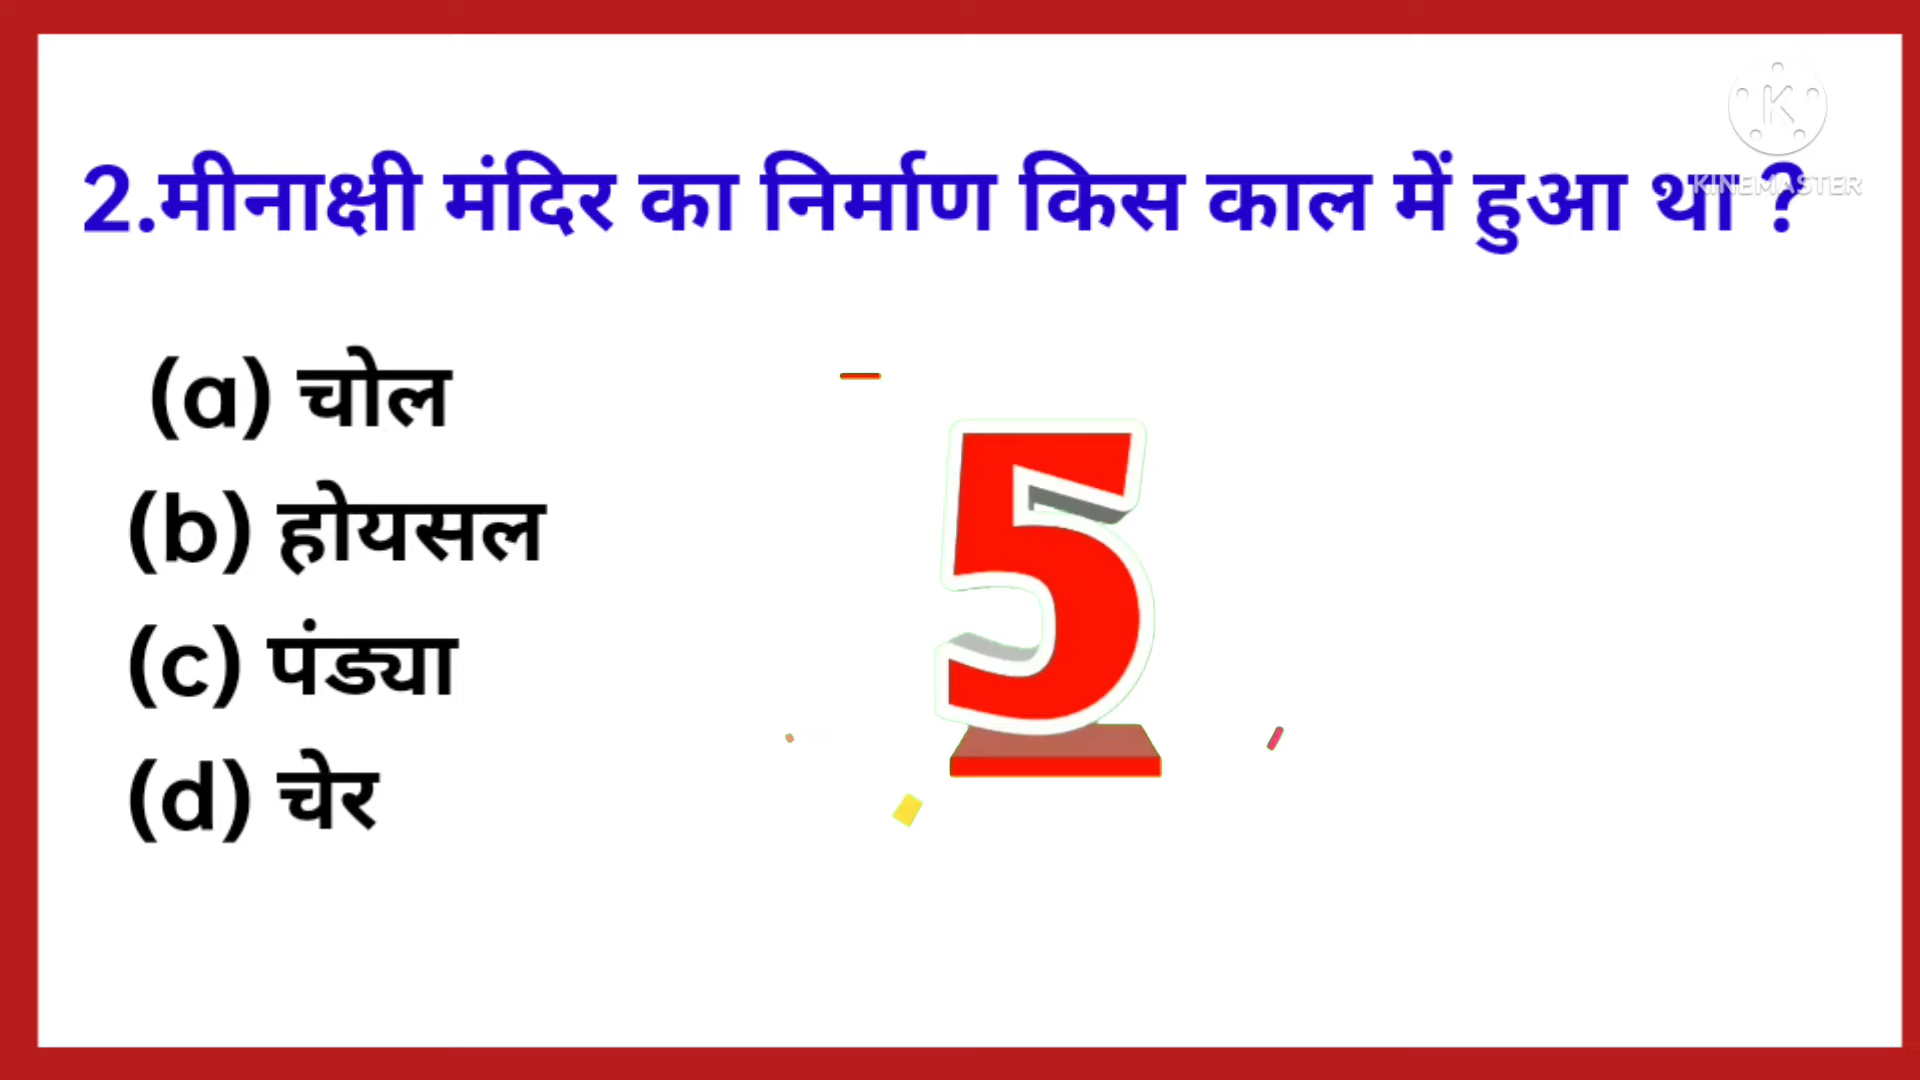 2.मीनाक्षी मंदिर का निर्माण किस काल में हुआ था ?
K
KINEMASTER
(a) चोल
(b) होयसल
(c) पंड्या
(d) चेर
5